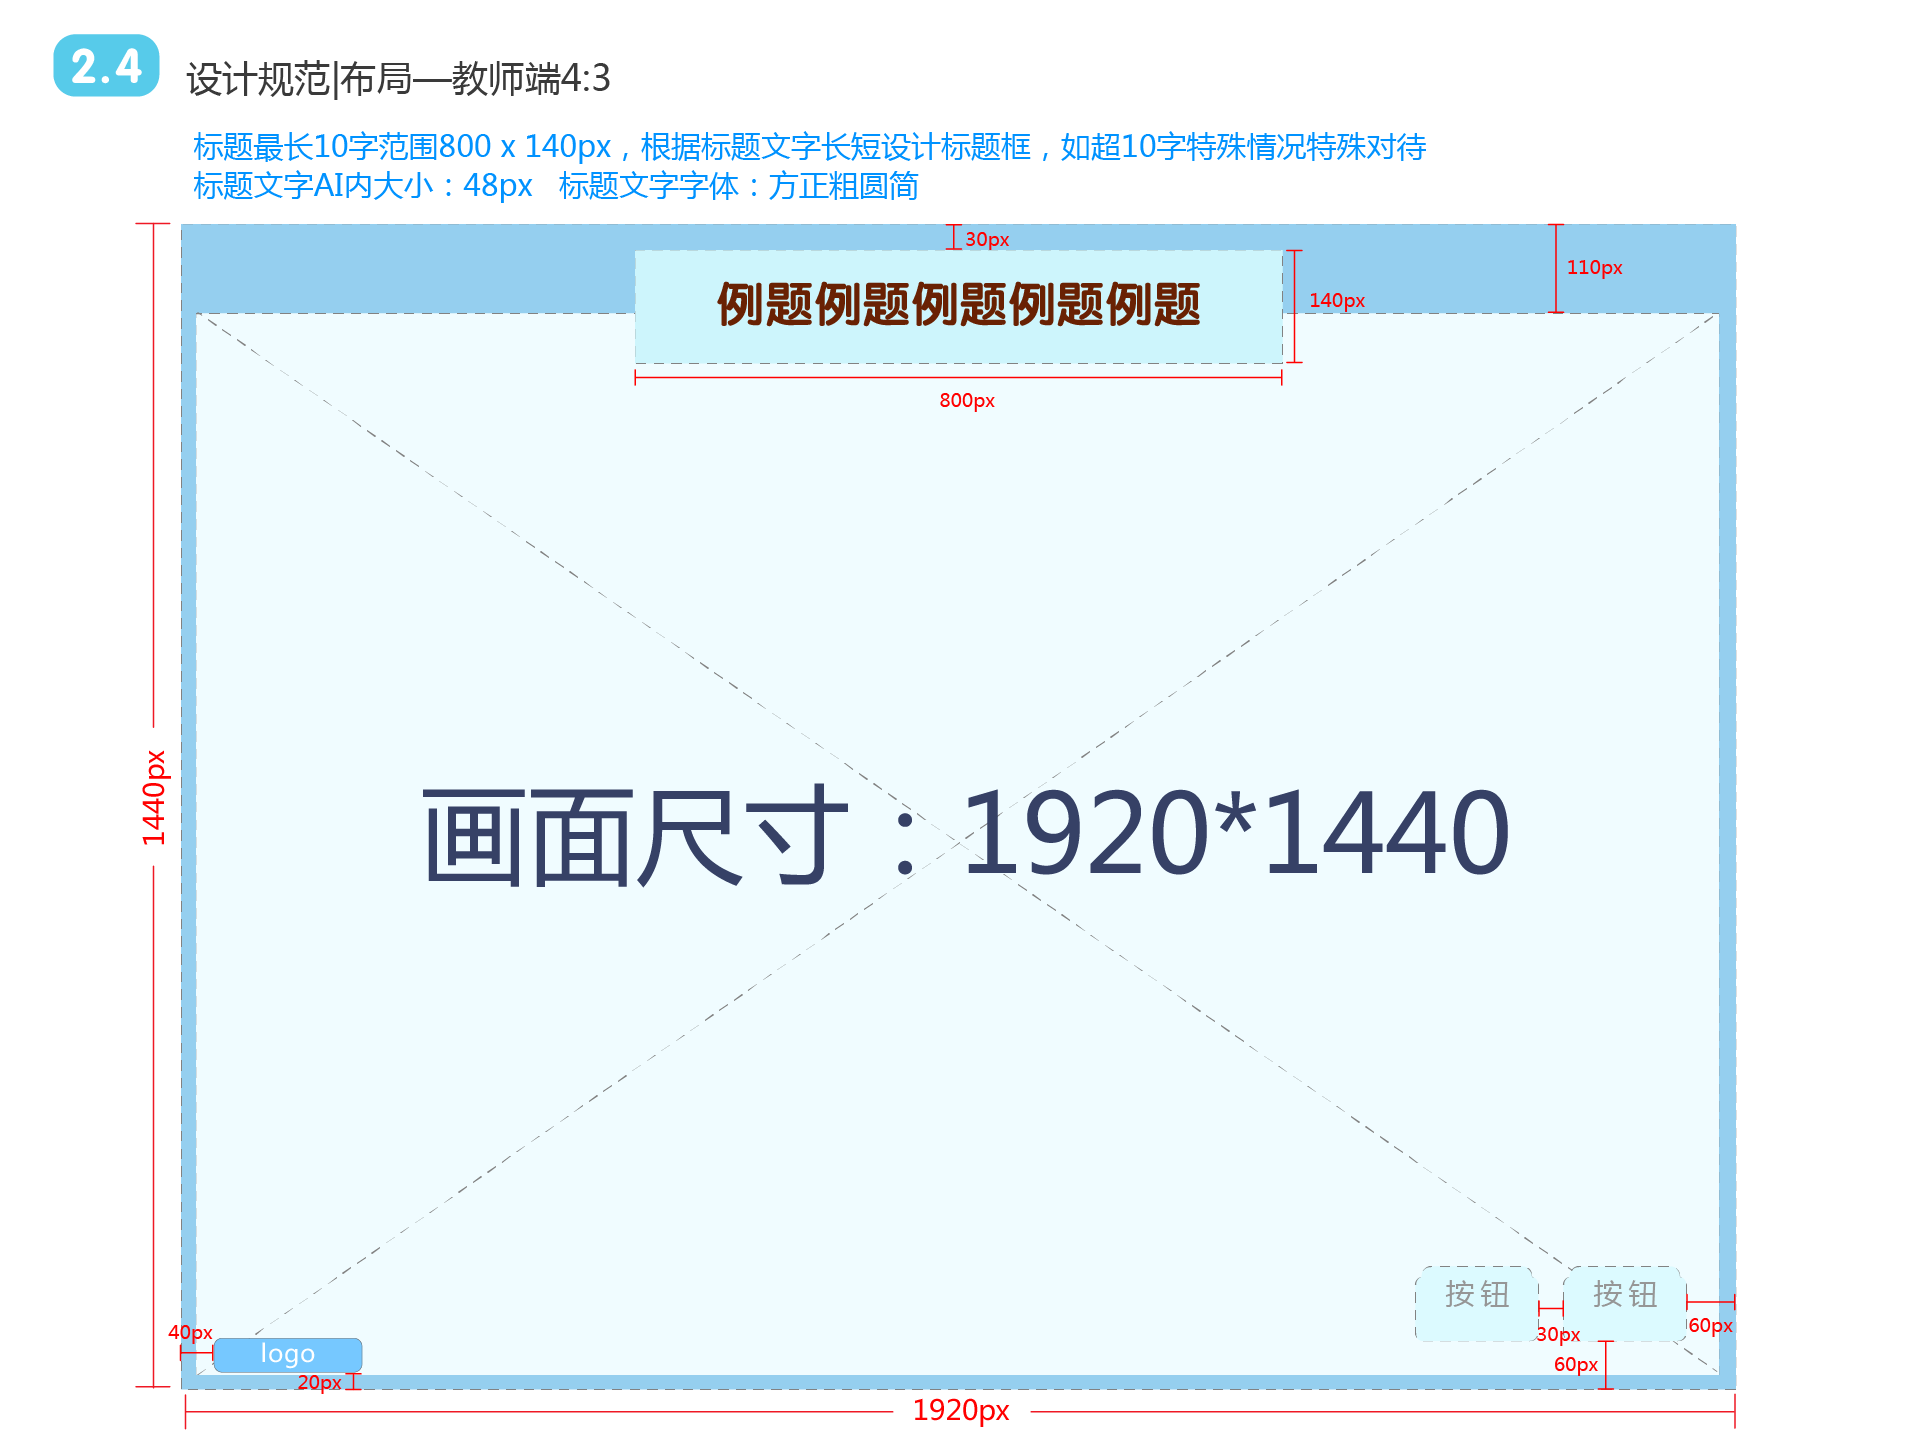 2.4
设计规范|布局—教师端4:3
标题最长10字范围800 x 140px，根据标题文字长短设计标题框，如超10字特殊情况特殊对待
标题文字AI内大小：48px 标题文字字体：方正粗圆简
30px
110px
例题例题例题例题例题
140px
800px
1440px
画面尺寸：1920*1440
按钮
按钮
40px
30px
60px
logo
60px
20px
1920px